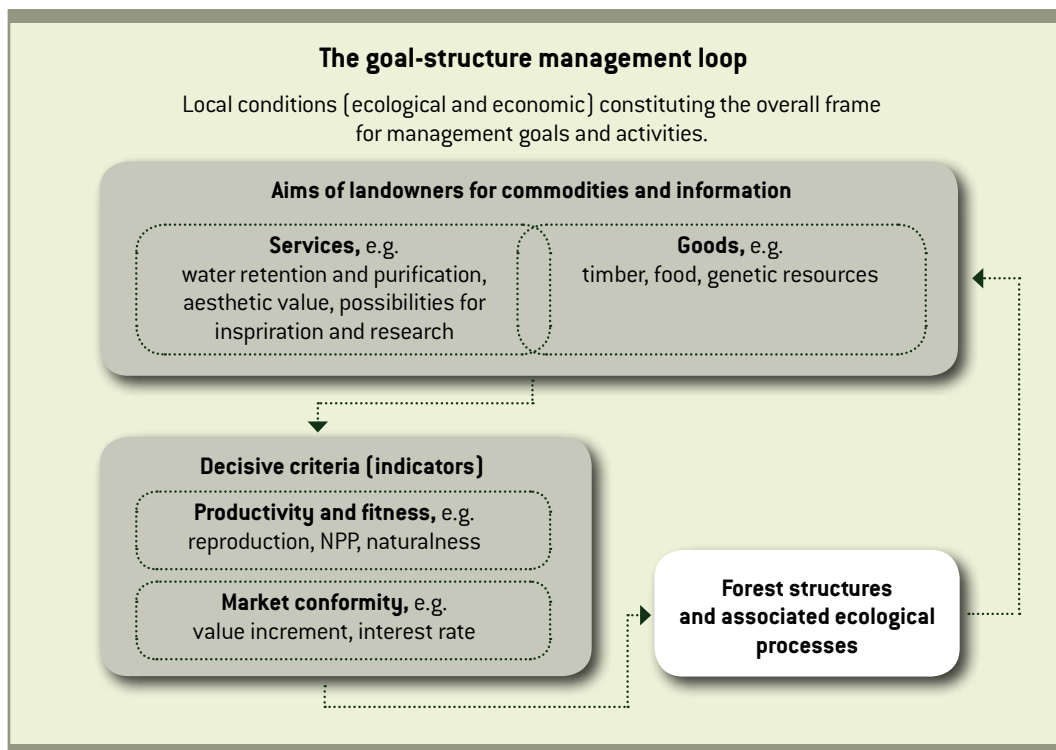 The goal-structure management loop
Local conditions (ecological and economic) constituting the overall frame
for management goals and activities.
Aims of landowners for commodities and information
Services, e.g.
water retention and purification,
aesthetic value, possibilities for
inspriration and research
Goods, e.g.
timber, food, genetic resources
Decisive criteria (indicators)
Productivity and fitness, e.g.
reproduction, NPP, naturalness
Market conformity, e.g.
value increment, interest rate
Forest structures
and associated ecological
processes